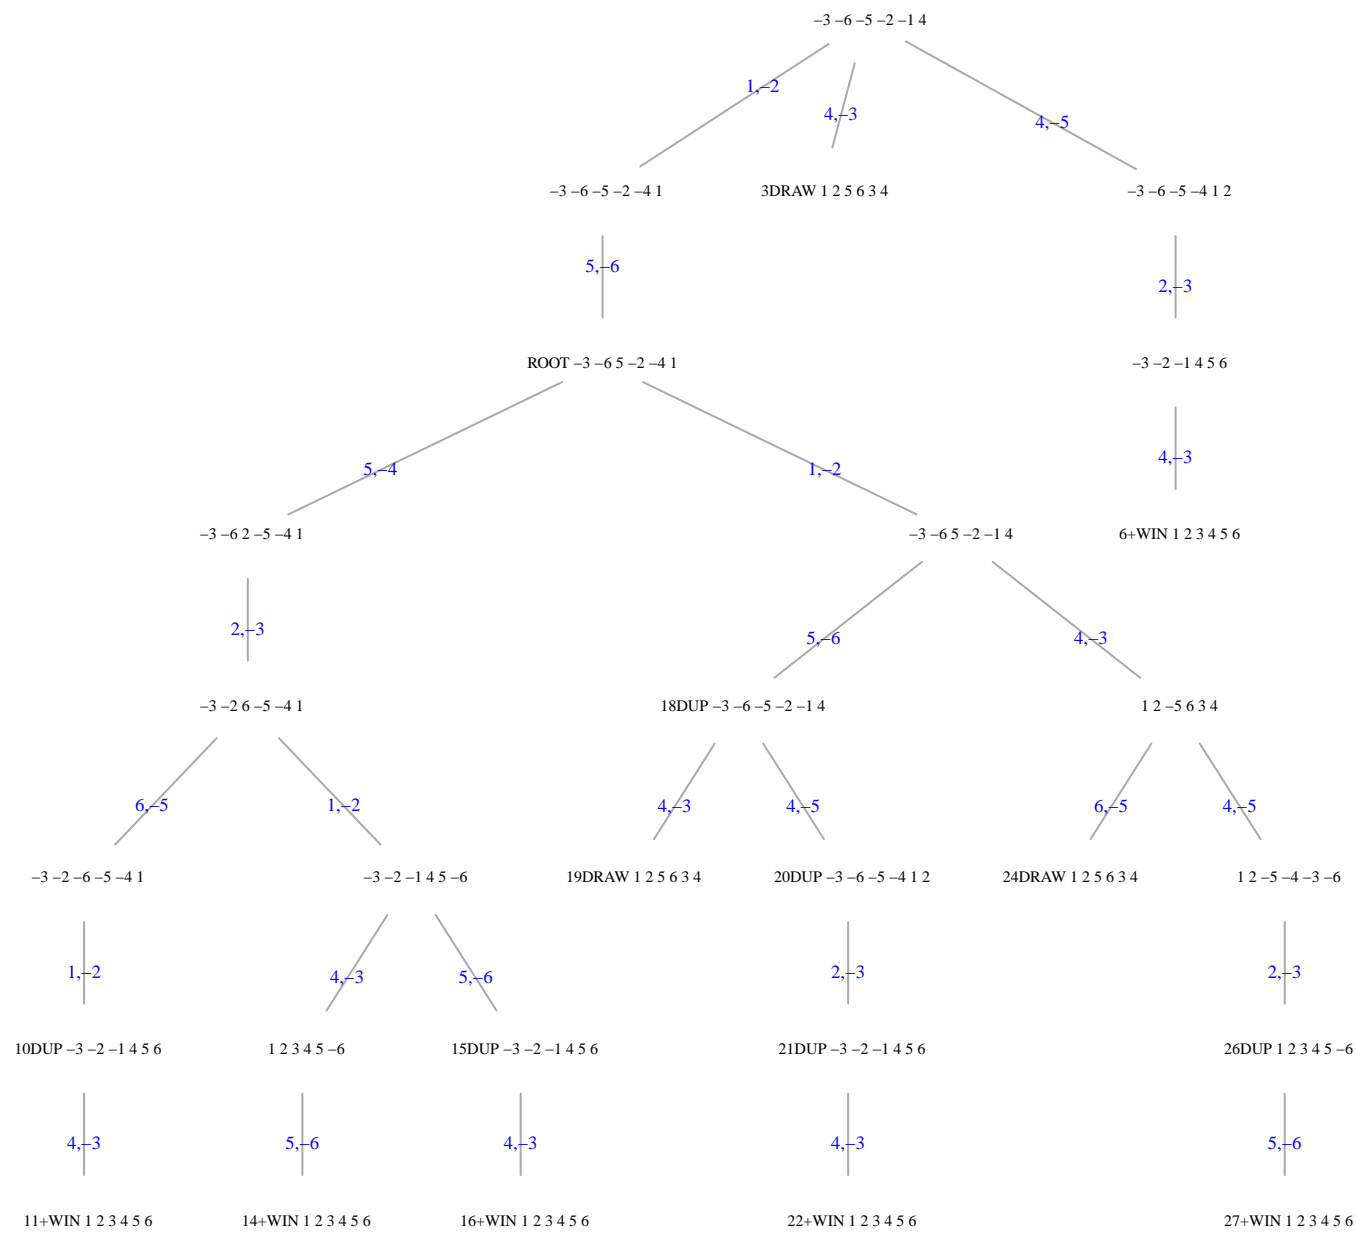 –3 –6 –5 –2 –1 4
1,–2
4,–3
4,–5
–3 –6 –5 –2 –4 1
3DRAW 1 2 5 6 3 4
–3 –6 –5 –4 1 2
5,–6
2,–3
ROOT –3 –6 5 –2 –4 1
–3 –2 –1 4 5 6
5,–4
1,–2
4,–3
–3 –6 2 –5 –4 1
–3 –6 5 –2 –1 4
6+WIN 1 2 3 4 5 6
2,–3
5,–6
4,–3
–3 –2 6 –5 –4 1
18DUP –3 –6 –5 –2 –1 4
1 2 –5 6 3 4
6,–5
1,–2
4,–3
4,–5
6,–5
4,–5
–3 –2 –6 –5 –4 1
–3 –2 –1 4 5 –6
19DRAW 1 2 5 6 3 4
20DUP –3 –6 –5 –4 1 2
24DRAW 1 2 5 6 3 4
1 2 –5 –4 –3 –6
1,–2
4,–3
5,–6
2,–3
2,–3
10DUP –3 –2 –1 4 5 6
1 2 3 4 5 –6
15DUP –3 –2 –1 4 5 6
21DUP –3 –2 –1 4 5 6
26DUP 1 2 3 4 5 –6
4,–3
5,–6
4,–3
4,–3
5,–6
11+WIN 1 2 3 4 5 6
14+WIN 1 2 3 4 5 6
16+WIN 1 2 3 4 5 6
22+WIN 1 2 3 4 5 6
27+WIN 1 2 3 4 5 6